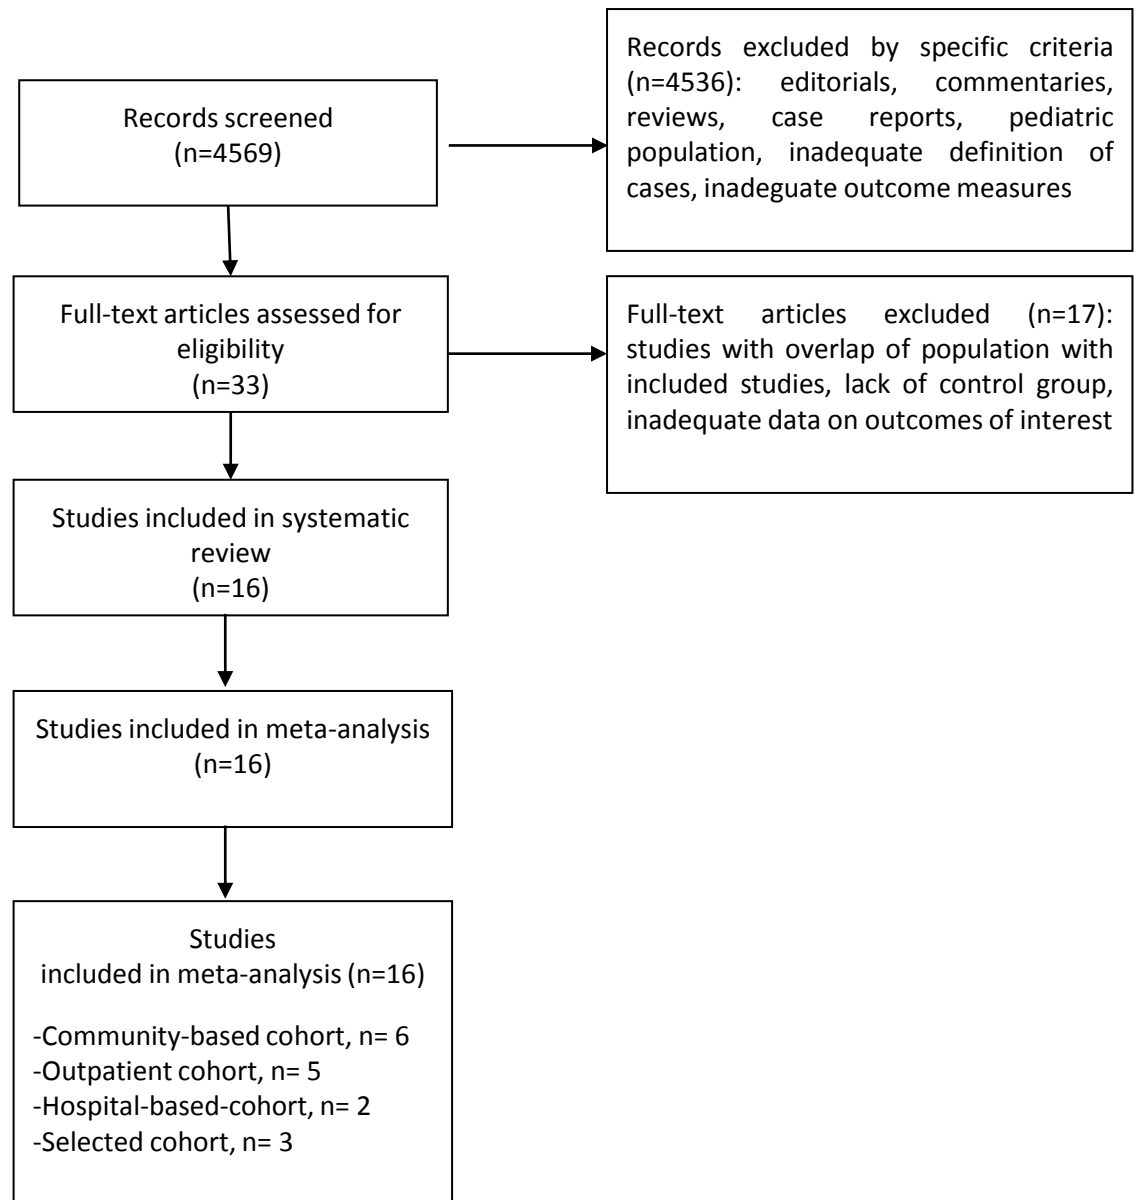 Records screened
(n=4569)
Records excluded by specific criteria
(n=4536): editorials, commentaries,
reviews, case reports, pediatric
population, inadequate definition of
cases, inadeguate outcome measures
Full-text articles assessed for
eligibility
(n=33)
Full-text articles excluded (n=17):
studies with overlap of population with
included studies, lack of control group,
inadequate data on outcomes of interest
Studies included in systematic
review
(n=16)
Studies included in meta-analysis
(n=16)
Studies
included in meta-analysis (n=16)
-Community-based cohort, n= 6
-Outpatient cohort, n= 5
-Hospital-based-cohort, n= 2
-Selected cohort, n= 3